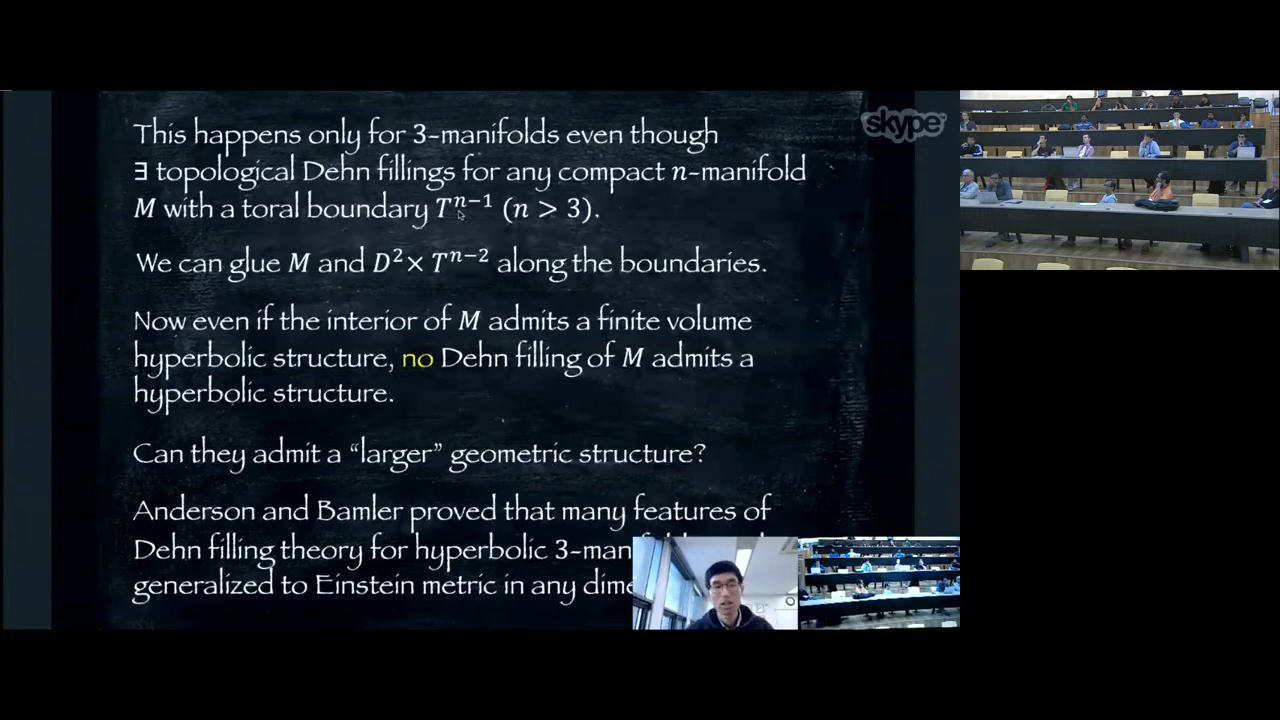 This happens only for 3-manifolds even though
∃ topological Dehn fillings for any compact n-manifold
M with a toral boundary Tⁿ⁻¹ (n > 3).
We can glue M and D² × Tⁿ⁻² along the boundaries.
Now even if the interior of M admits a finite volume
hyperbolic structure, no Dehn filling of M admits a
hyperbolic structure.
Can they admit a “larger” geometric structure?
Anderson and Bamler proved that many features of
Dehn filling theory for hyperbolic
generalized to Einstein metric in any
skype